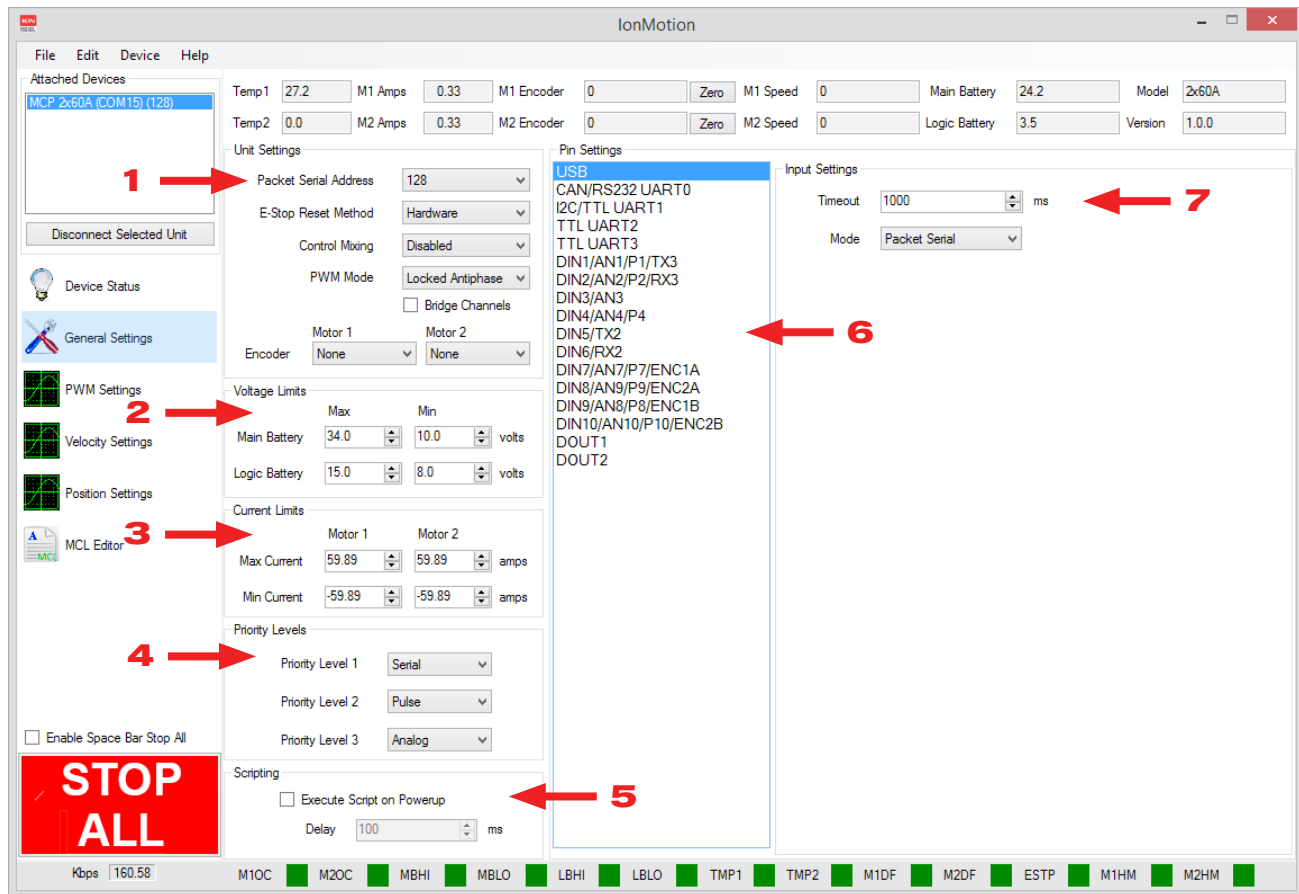 ION
IonMotion
File Edit Device Help
Attached Devices
MCP 2x60A (COM15) (128)
Disconnect Selected Unit
Temp1 27.2 M1 Amps 0.33 M1 Encoder 0 Zero M1 Speed 0 Main Battery 24.2 Model 2x60A
Temp2 0.0 M2 Amps 0.33 M2 Encoder 0 Zero M2 Speed 0 Logic Battery 3.5 Version 1.0.0
Device Status
General Settings
PWM Settings
Velocity Settings
Position Settings
A
MCL
MCL Editor
Enable Space Bar Stop All
STOP
ALL
Unit Settings
1
Packet Serial Address 128
E-Stop Reset Method Hardware
Control Mixing Disabled
PWM Mode Locked Antiphase
Bridge Channels
Motor 1 Motor 2
Encoder None None
Voltage Limits
2
Max Min
Main Battery 34.0 10.0 volts
Logic Battery 15.0 8.0 volts
Current Limits
3
Motor 1 Motor 2
Max Current 59.89 59.89 amps
Min Current -59.89 -59.89 amps
Priority Levels
4
Priority Level 1 Serial
Priority Level 2 Pulse
Priority Level 3 Analog
Scripting
Execute Script on Powerup
5
Delay 100 ms
Pin Settings
USB
CAN/RS232 UART0
I2C/TTL UART1
TTL UART2
TTL UART3
DIN1/AN1/P1/TX3
DIN2/AN2/P2/RX3
DIN3/AN3
DIN4/AN4/P4
DIN5/TX2
6
DIN6/RX2
DIN7/AN7/P7/ENC1A
DIN8/AN9/P9/ENC2A
DIN9/AN8/P8/ENC1B
DIN10/AN10/P10/ENC2B
DOUT1
DOUT2
Input Settings
Timeout 1000 ms
7
Mode Packet Serial
Kbps 160.58 M1OC M2OC MBHI MBLO LBHI LBLO TMP1 TMP2 M1DF M2DF ESTP M1HM M2HM